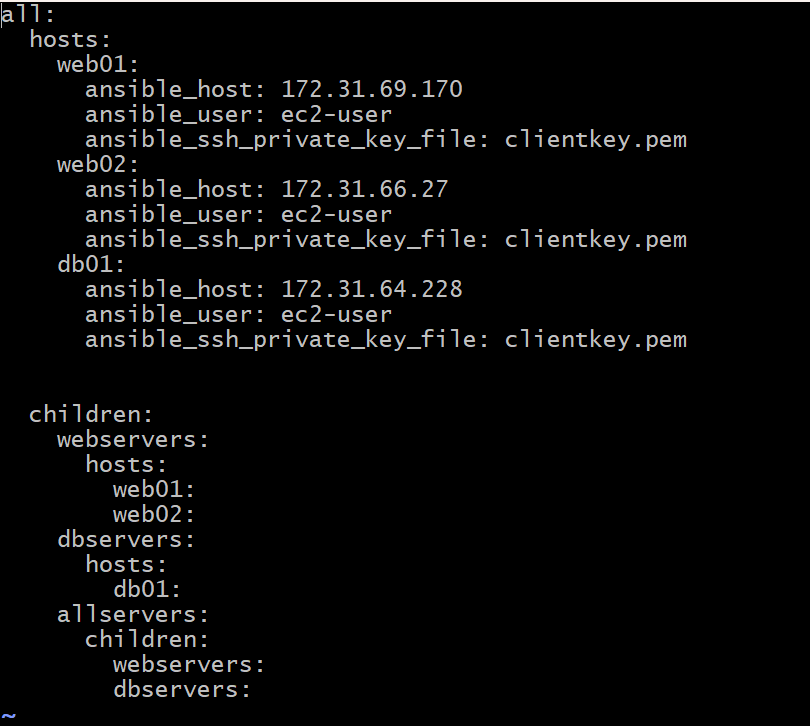 all:
  hosts:
    web01:
      ansible_host: 172.31.69.170
      ansible_user: ec2-user
      ansible_ssh_private_key_file: clientkey.pem
    web02:
      ansible_host: 172.31.66.27
      ansible_user: ec2-user
      ansible_ssh_private_key_file: clientkey.pem
    db01:
      ansible_host: 172.31.64.228
      ansible_user: ec2-user
      ansible_ssh_private_key_file: clientkey.pem


  children:
    webservers:
      hosts:
        web01:
        web02:
    dbservers:
      hosts:
        db01:
    allservers:
      children:
        webservers:
        dbservers:
~